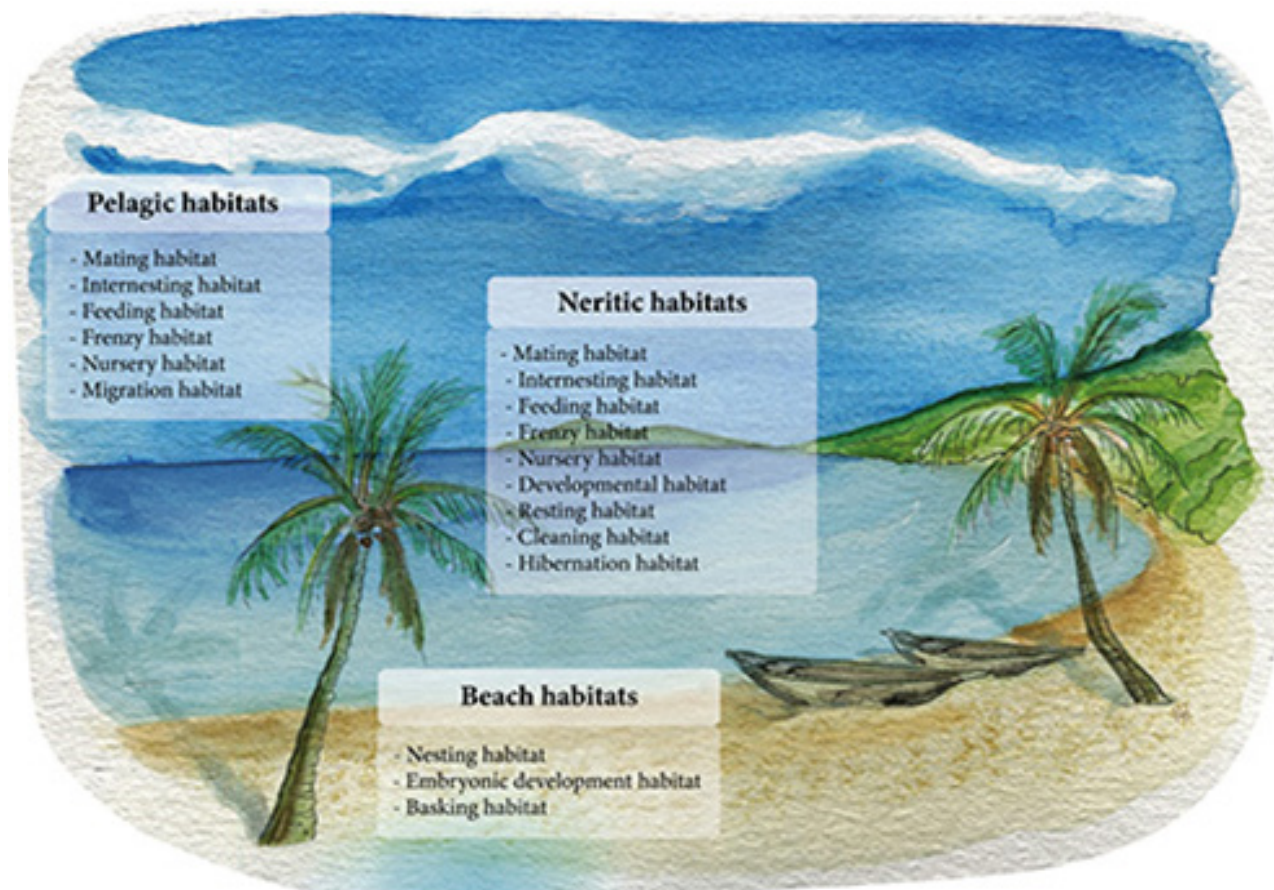 Pelagic habitats
- Mating habitat
- Internesting habitat
- Feeding habitat
- Frenzy habitat
- Nursery habitat
- Migration habitat
Neritic habitats
- Mating habitat
- Internesting habitat
- Feeding habitat
- Frenzy habitat
- Nursery habitat
- Developmental habitat
- Resting habitat
- Cleaning habitat
- Hibernation habitat
Beach habitats
- Nesting habitat
- Embryonic development habitat
- Basking habitat